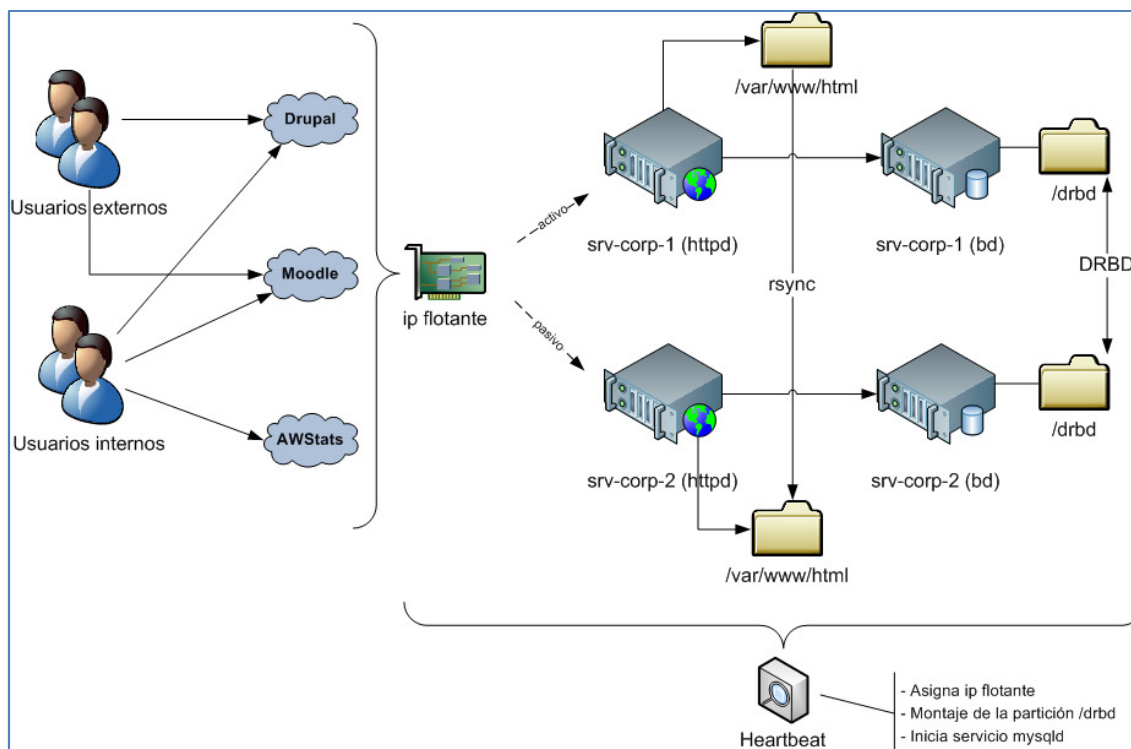 /var/www/html
Drupal
Usuarios externos
activo
srv-corp-1 (httpd)
srv-corp-1 (bd)
/drbd
Moodle
ip flotante
rsync
DRBD
pasivo
Usuarios internos
AWStats
srv-corp-2 (httpd)
srv-corp-2 (bd)
/drbd
/var/www/html
Heartbeat
- Asigna ip flotante
- Montaje de la partición /drbd
- Inicia servicio mysqld